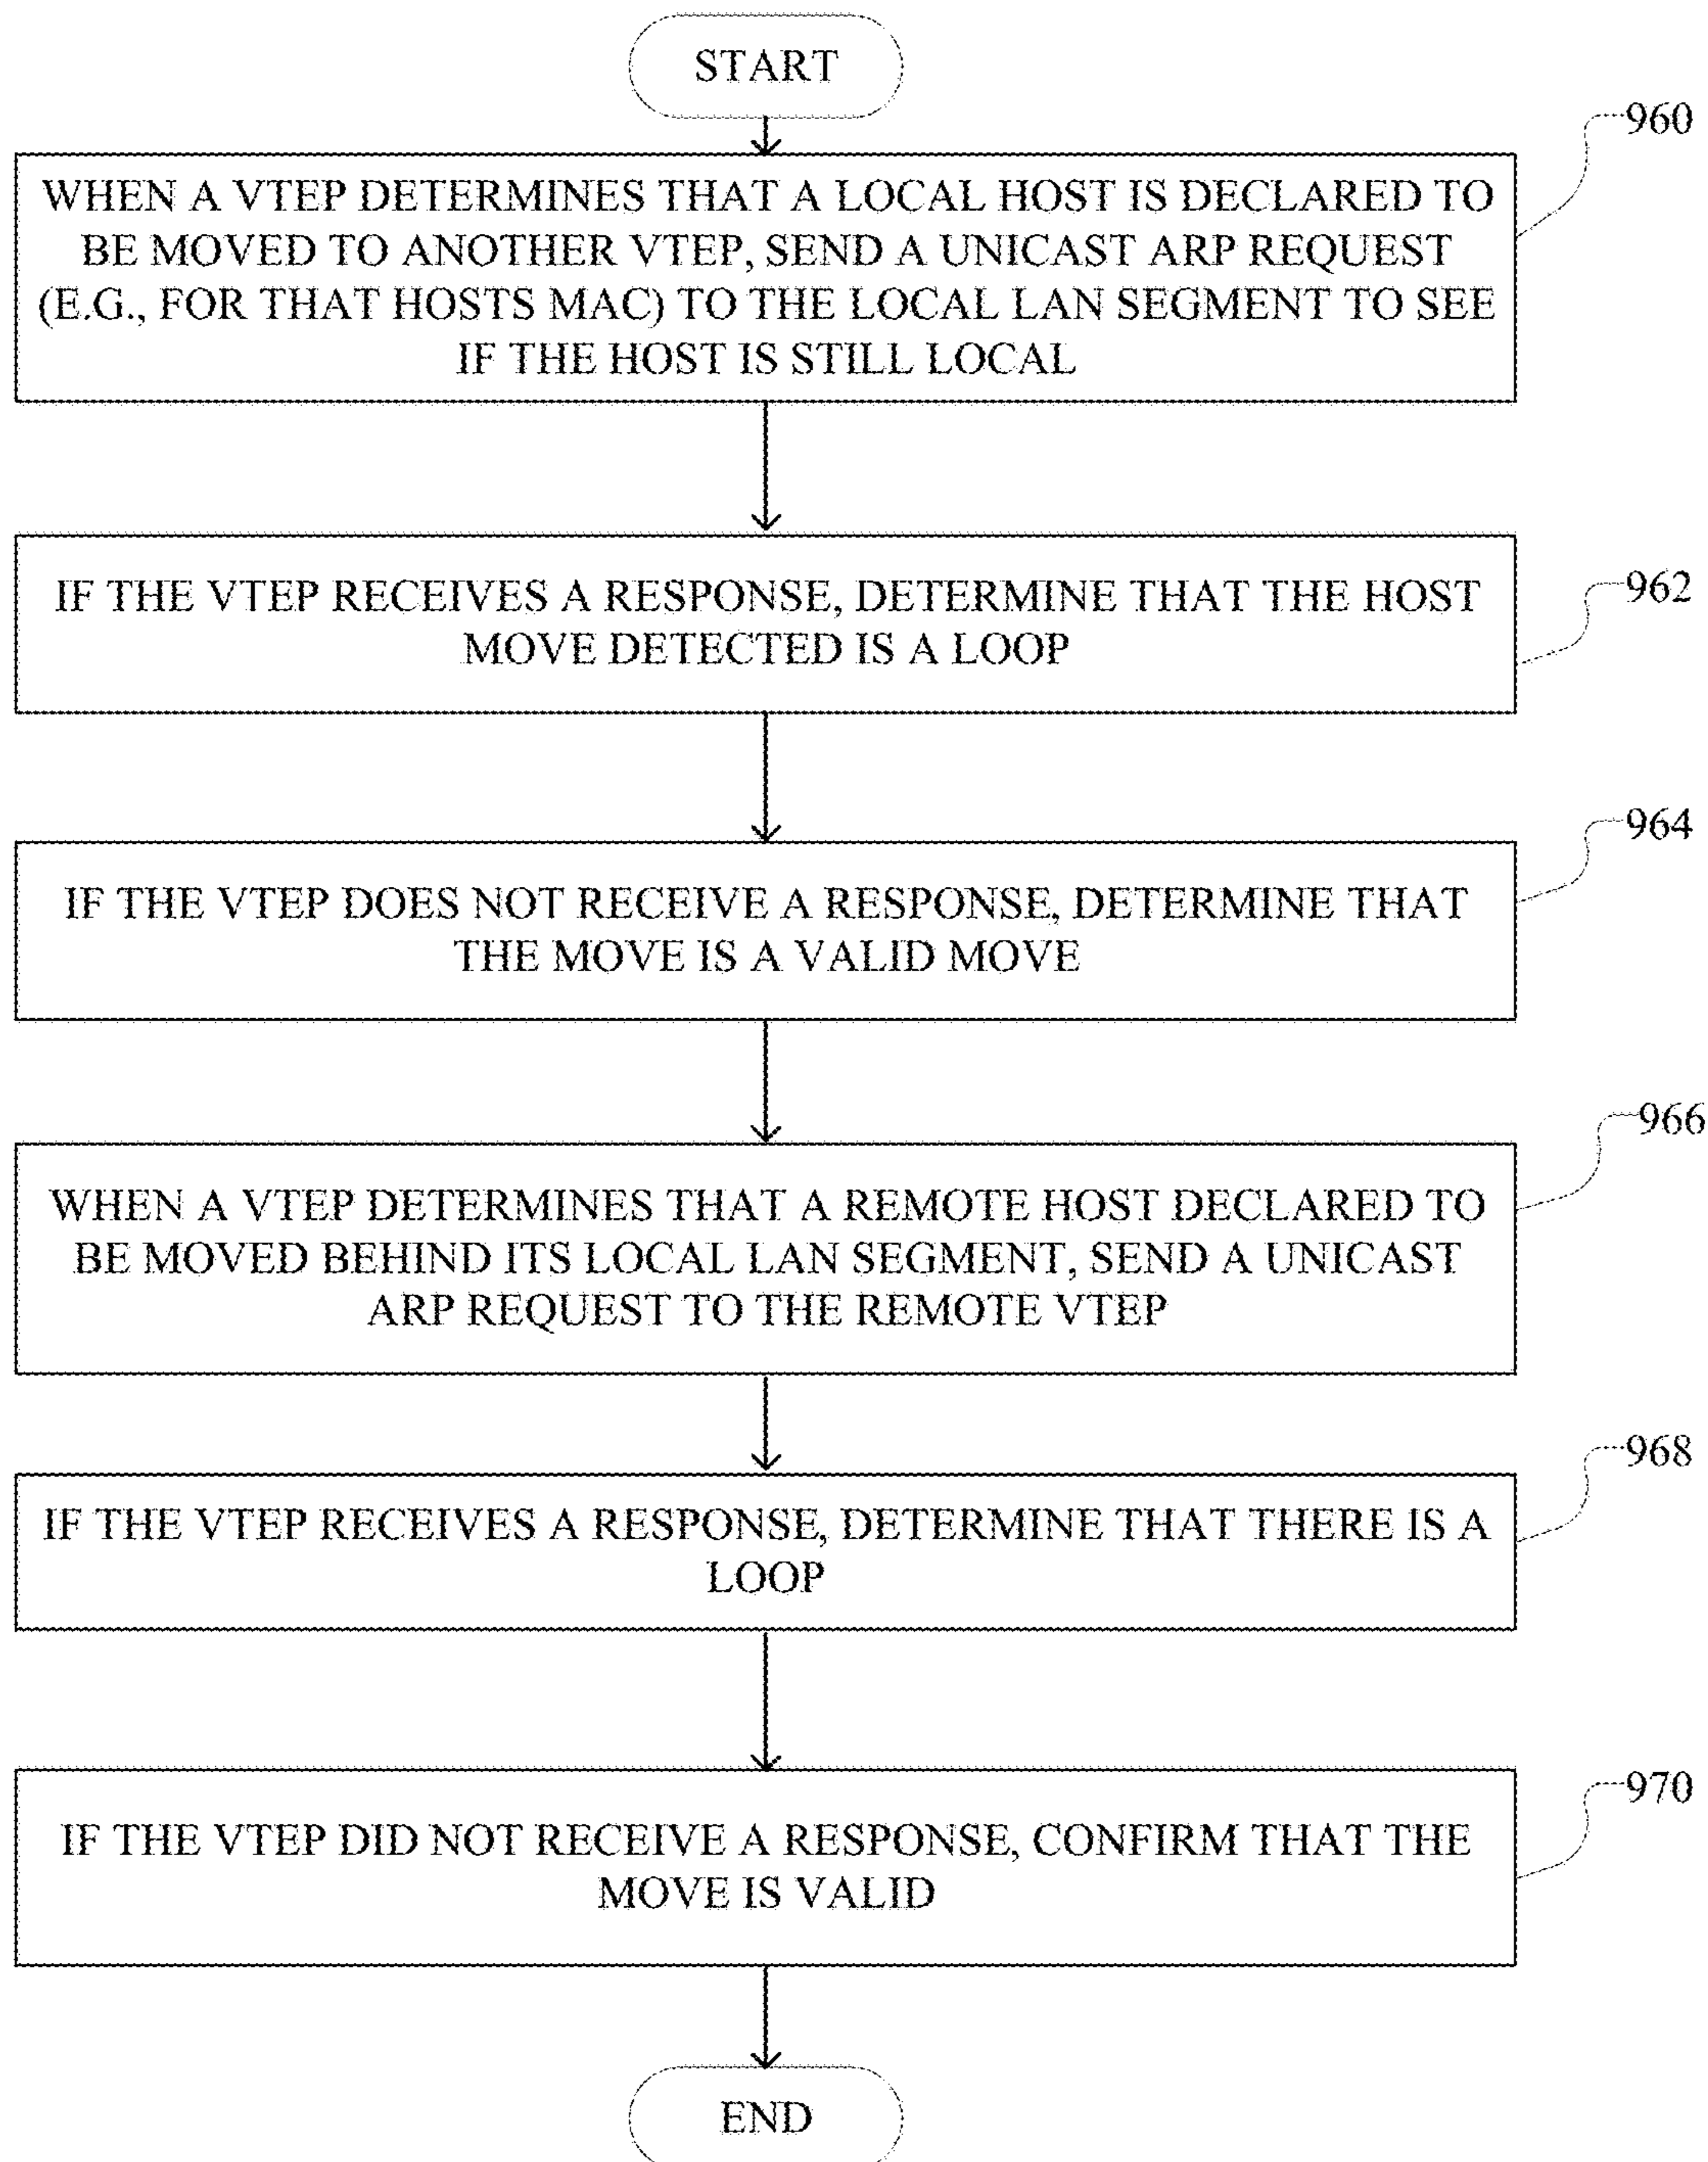 START
960
WHEN A VTEP DETERMINES THAT A LOCAL HOST IS DECLARED TO
BE MOVED TO ANOTHER VTEP, SEND A UNICAST ARP REQUEST
(E.G., FOR THAT HOSTS MAC) TO THE LOCAL LAN SEGMENT TO SEE
IF THE HOST IS STILL LOCAL
962
IF THE VTEP RECEIVES A RESPONSE, DETERMINE THAT THE HOST
MOVE DETECTED IS A LOOP
964
IF THE VTEP DOES NOT RECEIVE A RESPONSE, DETERMINE THAT
THE MOVE IS A VALID MOVE
966
WHEN A VTEP DETERMINES THAT A REMOTE HOST DECLARED TO
BE MOVED BEHIND ITS LOCAL LAN SEGMENT, SEND A UNICAST
ARP REQUEST TO THE REMOTE VTEP
968
IF THE VTEP RECEIVES A RESPONSE, DETERMINE THAT THERE IS A
LOOP
970
IF THE VTEP DID NOT RECEIVE A RESPONSE, CONFIRM THAT THE
MOVE IS VALID
END